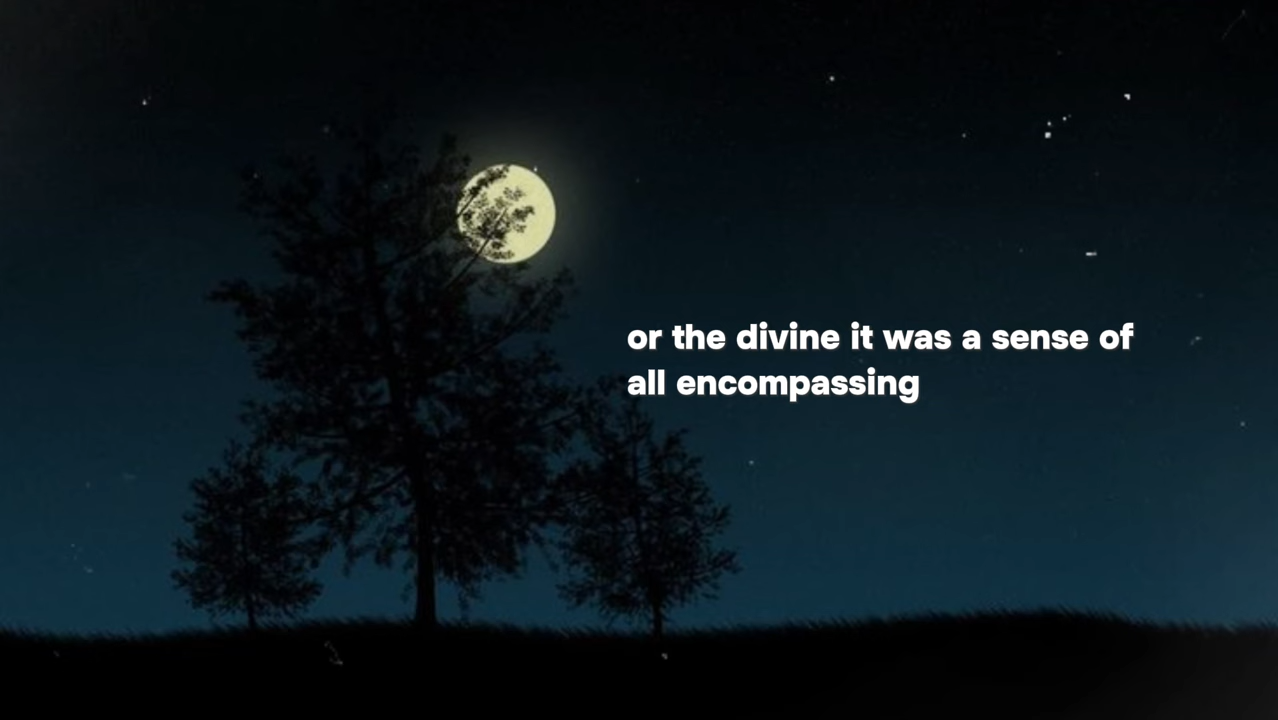 or the divine it was a sense of
all encompassing